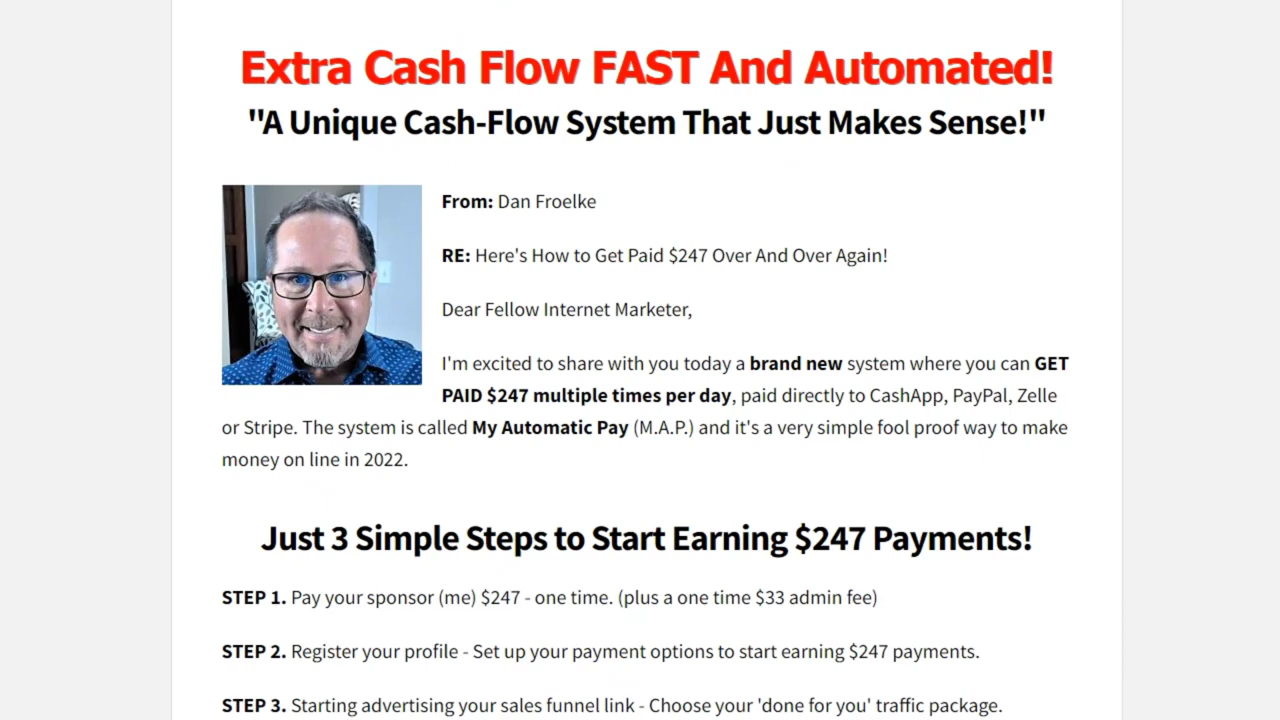 Extra Cash Flow FAST And Automated!
"A Unique Cash-Flow System That Just Makes Sense!"
From: Dan Froelke
RE: Here's How to Get Paid $247 Over And Over Again!
Dear Fellow Internet Marketer,
I'm excited to share with you today a brand new system where you can GET
PAID $247 multiple times per day, paid directly to CashApp, PayPal, Zelle
or Stripe. The system is called My Automatic Pay (M.A.P.) and it's a very simple fool proof way to make
money on line in 2022.
Just 3 Simple Steps to Start Earning $247 Payments!
STEP 1. Pay your sponsor (me) $247 - one time. (plus a one time $33 admin fee)
STEP 2. Register your profile - Set up your payment options to start earning $247 payments.
STEP 3. Starting advertising your sales funnel link - Choose your 'done for you' traffic package.